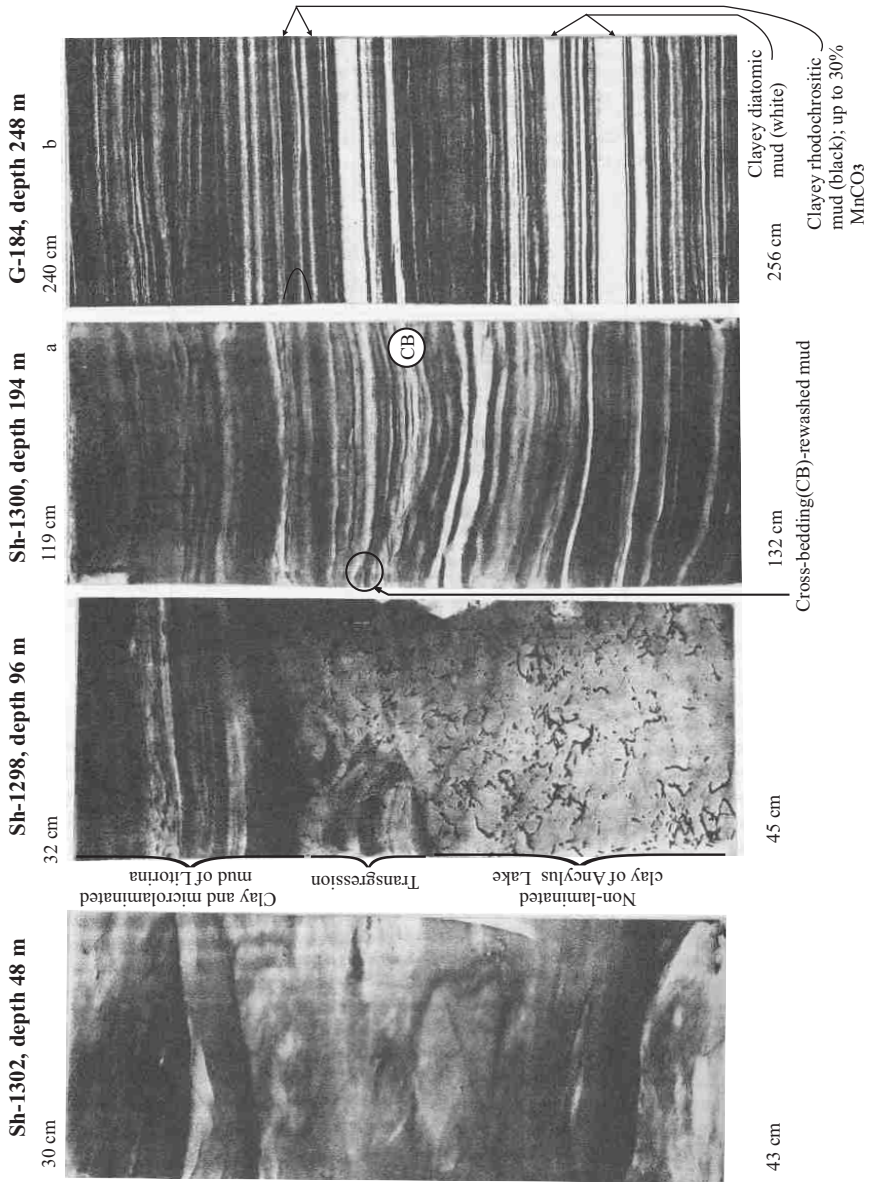 Sh-1302, depth 48 m
30 cm
43 cm
Sh-1298, depth 96 m
32 cm
Clay and microlaminated
mud of Litorina
Transgression
Non-laminated
clay of Ancylus Lake
45 cm
Sh-1300, depth 194 m
119 cm
a
CB
132 cm
Cross-bedding(CB)-rewashed mud
G-184, depth 248 m
240 cm
b
256 cm
Clayey diatomic
mud (white)
Clayey rhodochrositic
mud (black); up to 30%
MnCO₃